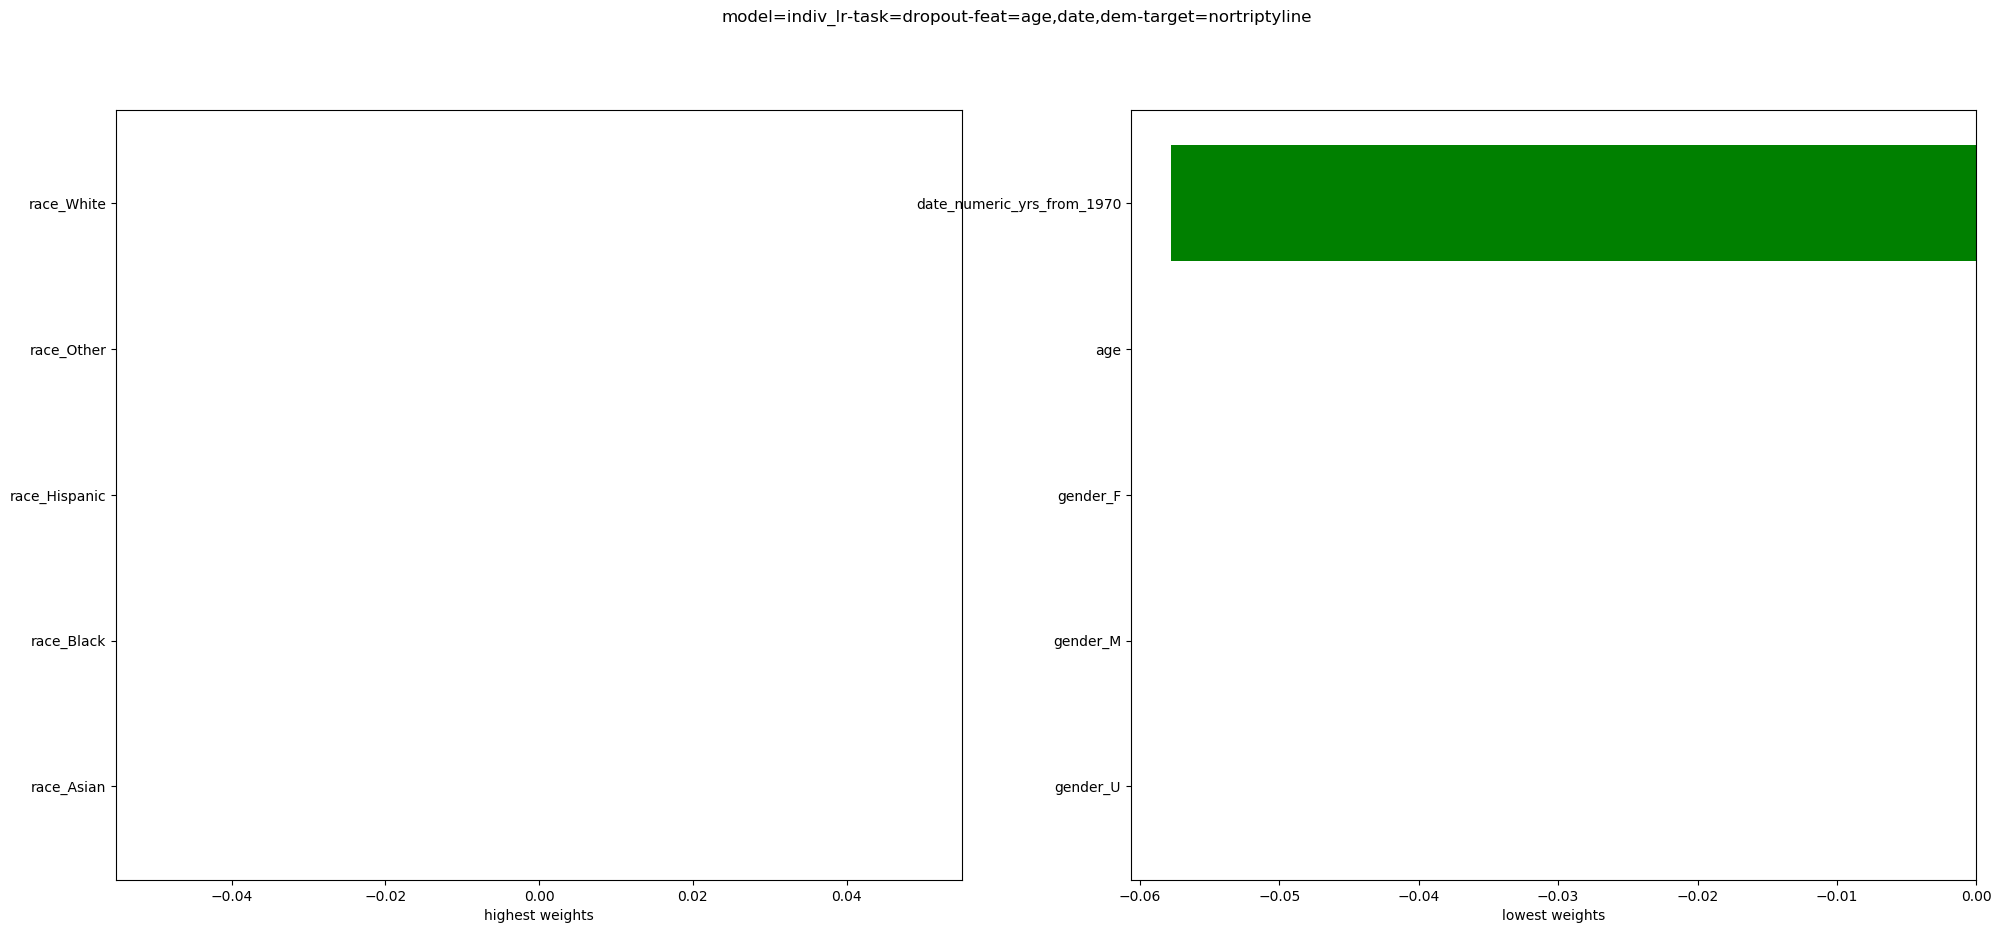 model=indiv_lr-task=dropout-feat=age,date,dem-target=nortriptyline
race_White
race_Other
race_Hispanic
race_Black
race_Asian
−0.04 −0.02 0.00 0.02 0.04
highest weights
date_numeric_yrs_from_1970
age
gender_F
gender_M
gender_U
−0.06 −0.05 −0.04 −0.03 −0.02 −0.01 0.00
lowest weights